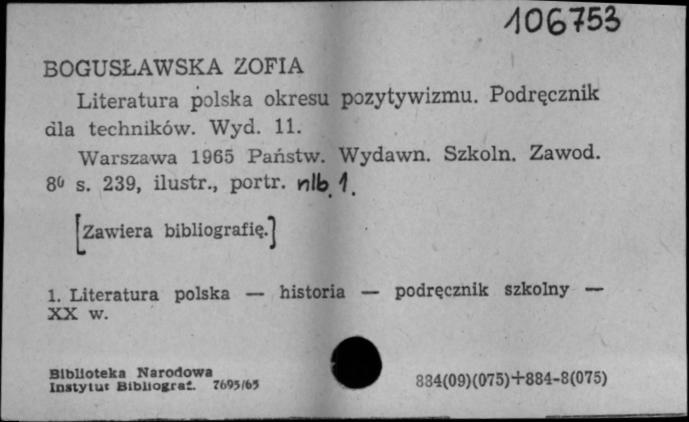 106753
BOGUSŁAWSKA ZOFIA
Literatura polska okresu pozytywizmu. Podręcznik
dla techników. Wyd. 11.
Warszawa 1965 Państw. Wydawn. Szkoln. Zawod.
8⁰ s. 239, ilustr., portr. nlb. 1.
[Zawiera bibliografię.]
1. Literatura polska — historia — podręcznik szkolny —
XX w.
Biblioteka Narodowa
Instytut Bibliograf. 7695/65
884(09)(075)+884-8(075)